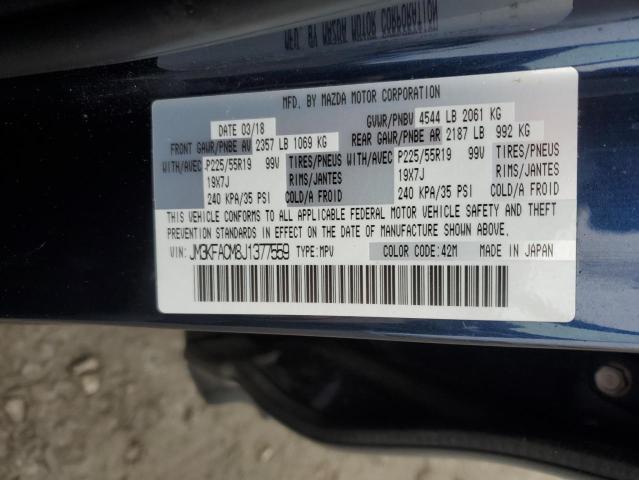 MFD. BY MAZDA MOTOR CORPORATION
MFD. BY MAZDA MOTOR CORPORATION
DATE 03/18 GVWR/PNBV 4544 LB 2061 KG
FRONT GAWR/PNBE AV 2357 LB 1069 KG REAR GAWR/PNBE AR 2187 LB 992 KG
WITH/AVEC P225/55R19 99V TIRES/PNEUS WITH/AVEC P225/55R19 99V TIRES/PNEUS
19X7J RIMS/JANTES 19X7J RIMS/JANTES
240 KPA/35 PSI COLD/A FROID 240 KPA/35 PSI COLD/A FROID
THIS VEHICLE CONFORMS TO ALL APPLICABLE FEDERAL MOTOR VEHICLE SAFETY AND THEFT
PREVENTION STANDARDS IN EFFECT ON THE DATE OF MANUFACTURE SHOWN ABOVE.
VIN: JM3KFACM8J1377559 TYPE: MPV COLOR CODE: 42M MADE IN JAPAN